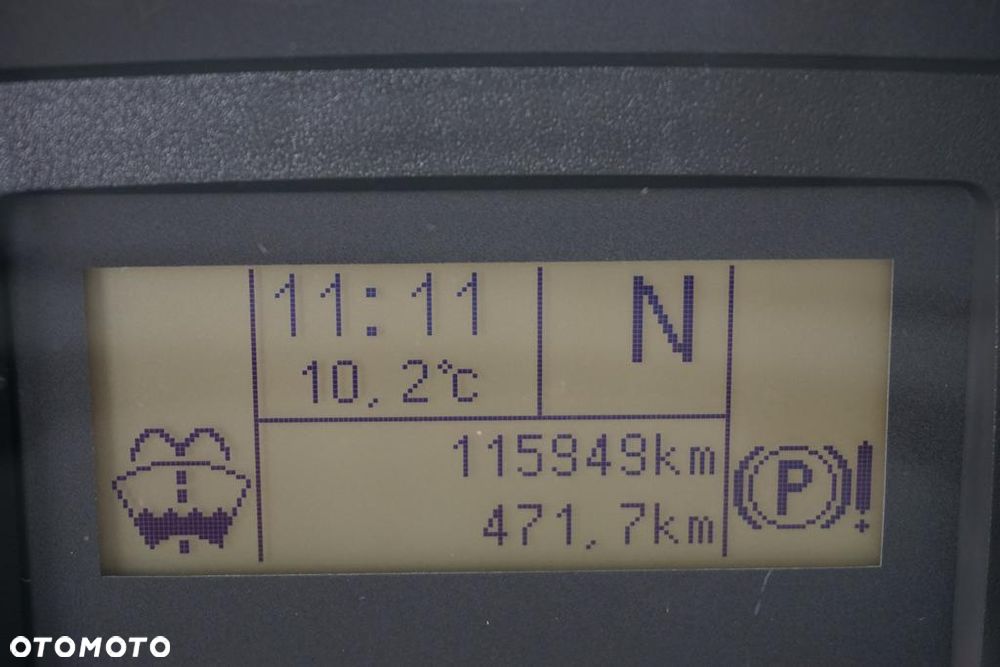 11:11
N
10,2°C
115949km
471,7km
P
!
OTOMOTO